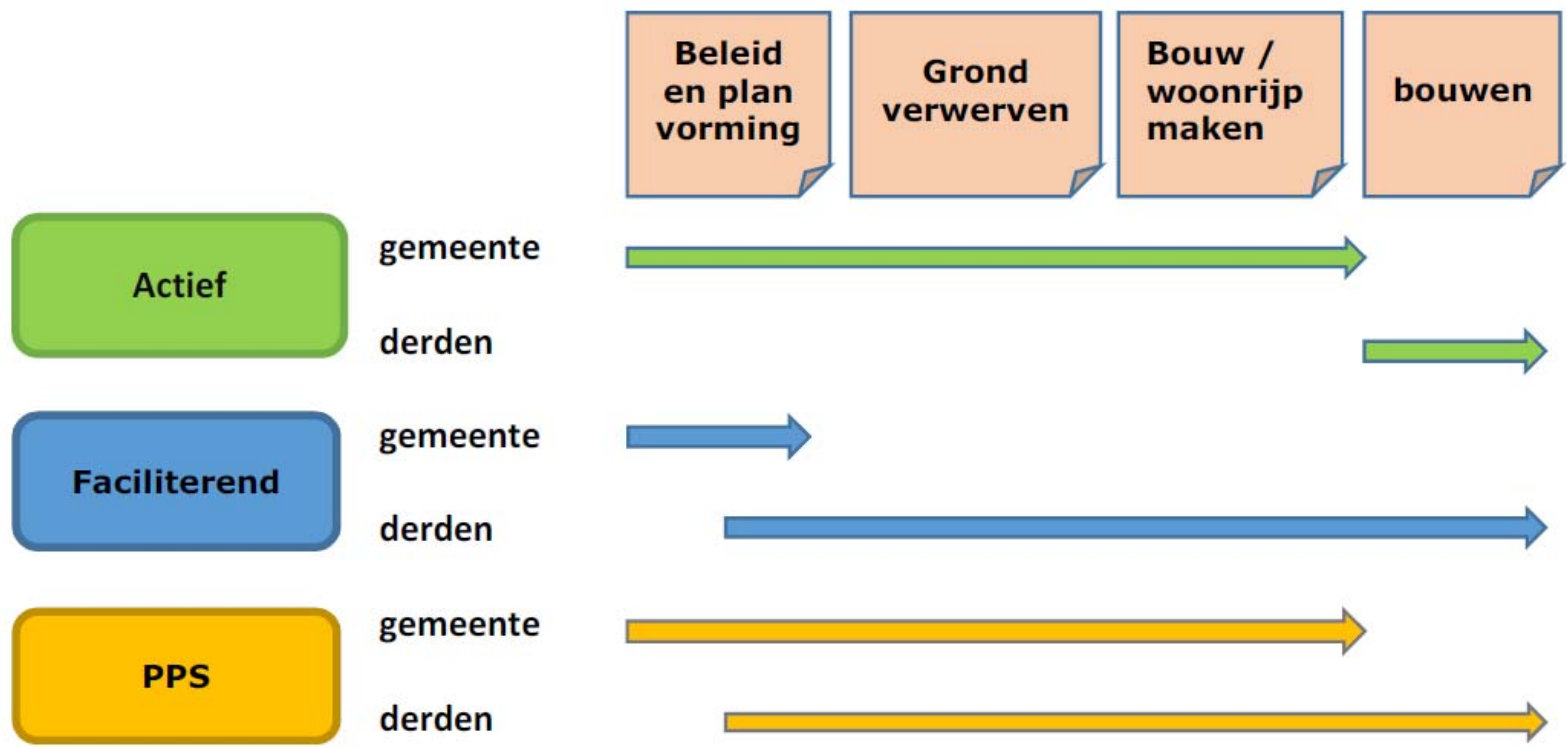 Beleid
en plan
vorming
Grond
verwerven
Bouw /
woonrijp
maken
bouwen
Actief
gemeente
derden
Faciliterend
gemeente
derden
PPS
gemeente
derden